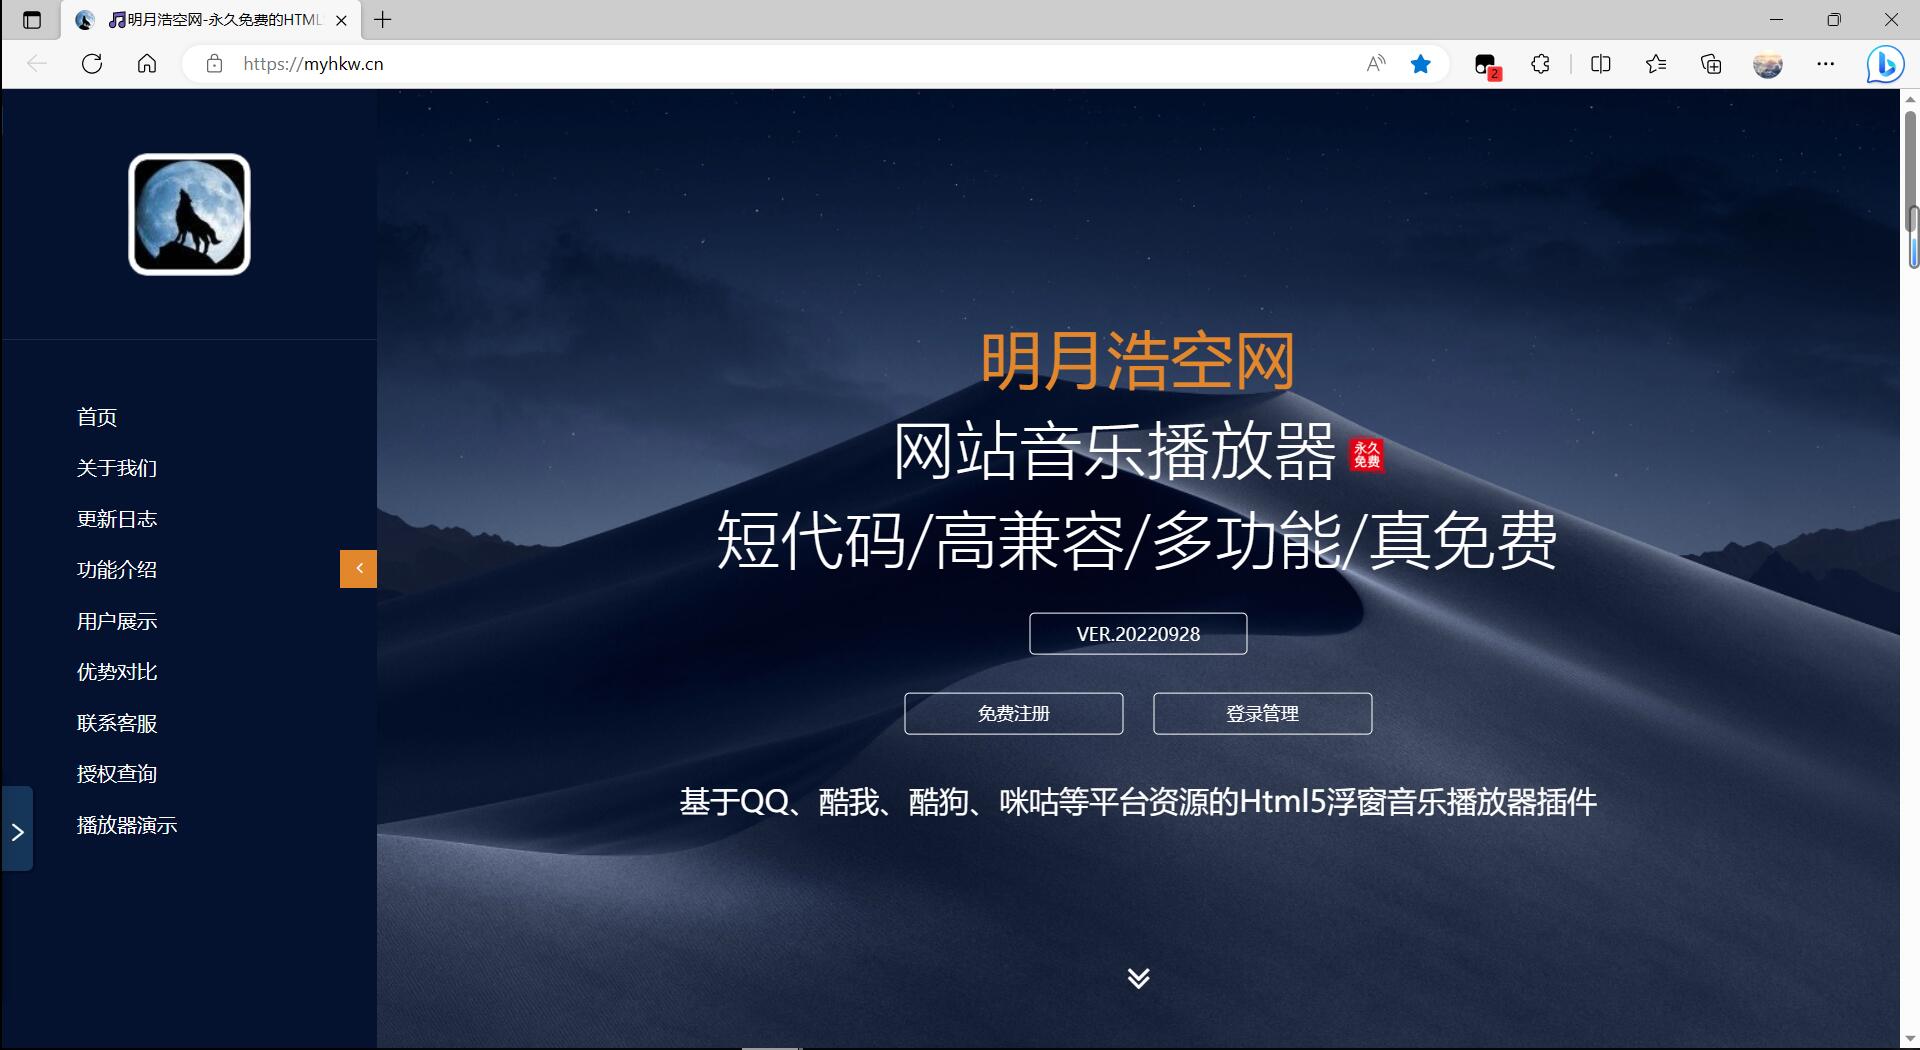 明月浩空网-永久免费的HTML
https://myhkw.cn
2
首页
关于我们
更新日志
功能介绍
用户展示
优势对比
联系客服
授权查询
播放器演示
明月浩空网
网站音乐播放器 永久免费
短代码/高兼容/多功能/真免费
VER.20220928
免费注册 登录管理
基于QQ、酷我、酷狗、咪咕等平台资源的Html5浮窗音乐播放器插件